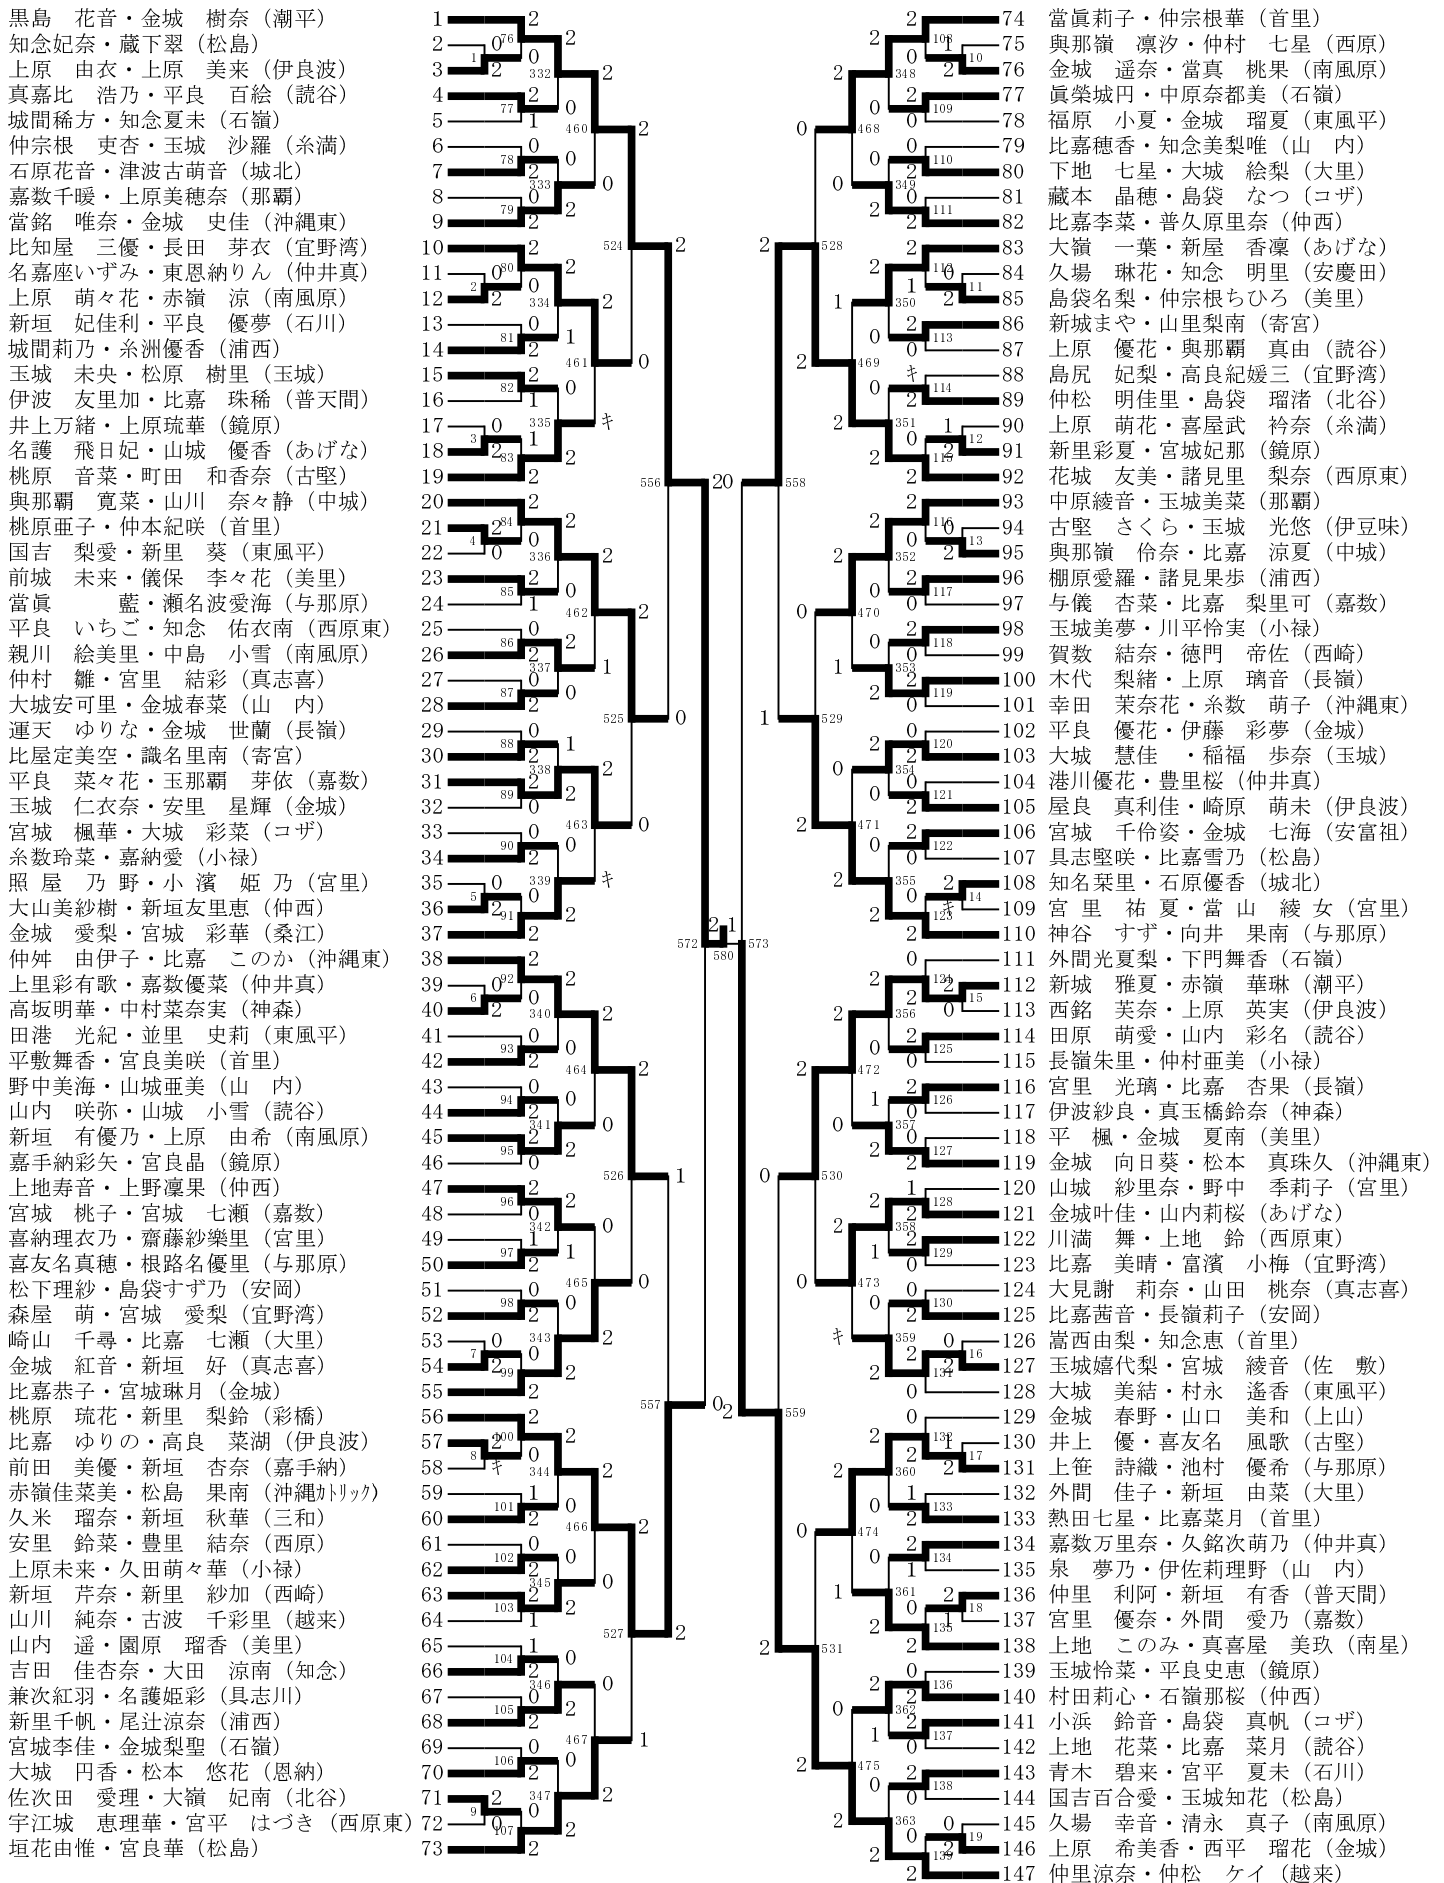 黒島　花音・金城　樹奈（潮平） 1
知念妃奈・蔵下翠（松島） 2
上原　由衣・上原　美来（伊良波） 3
真嘉比　浩乃・平良　百絵（読谷） 4
城間稀方・知念夏未（石嶺） 5
仲宗根　吏杏・玉城　沙羅（糸満） 6
石原花音・津波古萌音（城北） 7
嘉数千暖・上原美穂奈（那覇） 8
當銘　唯奈・金城　史佳（沖縄東） 9
比知屋　三優・長田　芽衣（宜野湾） 10
名嘉座いずみ・東恩納りん（仲井真） 11
上原　萌々花・赤嶺　涼（南風原） 12
新垣　妃佳利・平良　優夢（石川） 13
城間莉乃・糸洲優香（浦西） 14
玉城　未央・松原　樹里（玉城） 15
伊波　友里加・比嘉　珠稀（普天間） 16
井上万緒・上原琉華（鏡原） 17
名護　飛日妃・山城　優香（あげな） 18
桃原　音菜・町田　和香奈（古堅） 19
與那覇　寛菜・山川　奈々静（中城） 20
桃原亜子・仲本紀咲（首里） 21
国吉　梨愛・新里　葵（東風平） 22
前城　未来・儀保　李々花（美里） 23
當眞　　　藍・瀬名波愛海（与那原） 24
平良　いちご・知念　佑衣南（西原東） 25
親川　絵美里・中島　小雪（南風原） 26
仲村　雛・宮里　結彩（真志喜） 27
大城安可里・金城春菜（山　内） 28
運天　ゆりな・金城　世蘭（長嶺） 29
比屋定美空・識名里南（寄宮） 30
平良　菜々花・玉那覇　芽依（嘉数） 31
玉城　仁衣奈・安里　星輝（金城） 32
宮城　楓華・大城　彩菜（コザ） 33
糸数玲菜・嘉納愛（小禄） 34
照 屋　乃 野・小 濱　姫 乃（宮里） 35
大山美紗樹・新垣友里恵（仲西） 36
金城　愛梨・宮城　彩華（桑江） 37
仲舛　由伊子・比嘉　このか（沖縄東） 38
上里彩有歌・嘉数優菜（仲井真） 39
高坂明華・中村菜奈実（神森） 40
田港　光紀・並里　史莉（東風平） 41
平敷舞香・宮良美咲（首里） 42
野中美海・山城亜美（山　内） 43
山内　咲弥・山城　小雪（読谷） 44
新垣　有優乃・上原　由希（南風原） 45
嘉手納彩矢・宮良晶（鏡原） 46
上地寿音・上野凜果（仲西） 47
宮城　桃子・宮城　七瀬（嘉数） 48
喜納理衣乃・齋藤紗樂里（宮里） 49
喜友名真穂・根路名優里（与那原） 50
松下理紗・島袋すず乃（安岡） 51
森屋　萌・宮城　愛梨（宜野湾） 52
崎山　千尋・比嘉　七瀬（大里） 53
金城　紅音・新垣　好（真志喜） 54
比嘉恭子・宮城琳月（金城） 55
桃原　琉花・新里　梨鈴（彩橋） 56
比嘉　ゆりの・高良　菜湖（伊良波） 57
前田　美優・新垣　杏奈（嘉手納） 58
赤嶺佳菜美・松島　果南（沖縄ｶﾄﾘｯｸ） 59
久米　瑠奈・新垣　秋華（三和） 60
安里　鈴菜・豊里　結奈（西原） 61
上原未来・久田萌々華（小禄） 62
新垣　芹奈・新里　紗加（西崎） 63
山川　純奈・古波　千彩里（越来） 64
山内　遥・園原　瑠香（美里） 65
吉田　佳杏奈・大田　涼南（知念） 66
兼次紅羽・名護姫彩（具志川） 67
新里千帆・尾辻涼奈（浦西） 68
宮城李佳・金城梨聖（石嶺） 69
大城　円香・松本　悠花（恩納） 70
佐次田　愛理・大嶺　妃南（北谷） 71
宇江城　恵理華・宮平　はづき（西原東） 72
垣花由惟・宮良華（松島） 73
74 當眞莉子・仲宗根華（首里）
75 與那嶺　凛汐・仲村　七星（西原）
76 金城　遥奈・當真　桃果（南風原）
77 眞榮城円・中原奈都美（石嶺）
78 福原　小夏・金城　瑠夏（東風平）
79 比嘉穂香・知念美梨唯（山　内）
80 下地　七星・大城　絵梨（大里）
81 藏本　晶穂・島袋　なつ（コザ）
82 比嘉李菜・普久原里奈（仲西）
83 大嶺　一葉・新屋　香凜（あげな）
84 久場　琳花・知念　明里（安慶田）
85 島袋名梨・仲宗根ちひろ（美里）
86 新城まや・山里梨南（寄宮）
87 上原　優花・與那覇　真由（読谷）
88 島尻　妃梨・高良紀媛三（宜野湾）
89 仲松　明佳里・島袋　瑠渚（北谷）
90 上原　萌花・喜屋武　衿奈（糸満）
91 新里彩夏・宮城妃那（鏡原）
92 花城　友美・諸見里　梨奈（西原東）
93 中原綾音・玉城美菜（那覇）
94 古堅　さくら・玉城　光悠（伊豆味）
95 與那嶺　伶奈・比嘉　涼夏（中城）
96 棚原愛羅・諸見果歩（浦西）
97 与儀　杏菜・比嘉　梨里可（嘉数）
98 玉城美夢・川平怜実（小禄）
99 賀数　結奈・徳門　帝佐（西崎）
100 木代　梨緒・上原　璃音（長嶺）
101 幸田　茉奈花・糸数　萌子（沖縄東）
102 平良　優花・伊藤　彩夢（金城）
103 大城　慧佳　・稲福　歩奈（玉城）
104 港川優花・豊里桜（仲井真）
105 屋良　真利佳・崎原　萌未（伊良波）
106 宮城　千伶姿・金城　七海（安富祖）
107 具志堅咲・比嘉雪乃（松島）
108 知名栞里・石原優香（城北）
109 宮 里　祐 夏・當 山　綾 女（宮里）
110 神谷　すず・向井　果南（与那原）
111 外間光夏梨・下門舞香（石嶺）
112 新城　雅夏・赤嶺　華琳（潮平）
113 西銘　芙奈・上原　英実（伊良波）
114 田原　萌愛・山内　彩名（読谷）
115 長嶺朱里・仲村亜美（小禄）
116 宮里　光璃・比嘉　杏果（長嶺）
117 伊波紗良・真玉橋鈴奈（神森）
118 平　楓・金城　夏南（美里）
119 金城　向日葵・松本　真珠久（沖縄東）
120 山城　紗里奈・野中　季莉子（宮里）
121 金城叶佳・山内莉桜（あげな）
122 川満　舞・上地　鈴（西原東）
123 比嘉　美晴・富濱　小梅（宜野湾）
124 大見謝　莉奈・山田　桃奈（真志喜）
125 比嘉茜音・長嶺莉子（安岡）
126 嵩西由梨・知念恵（首里）
127 玉城嬉代梨・宮城　綾音（佐　敷）
128 大城　美結・村永　遙香（東風平）
129 金城　春野・山口　美和（上山）
130 井上　優・喜友名　風歌（古堅）
131 上笹　詩織・池村　優希（与那原）
132 外間　佳子・新垣　由菜（大里）
133 熱田七星・比嘉菜月（首里）
134 嘉数万里奈・久銘次萌乃（仲井真）
135 泉　夢乃・伊佐莉理野（山　内）
136 仲里　利阿・新垣　有香（普天間）
137 宮里　優奈・外間　愛乃（嘉数）
138 上地　このみ・真喜屋　美玖（南星）
139 玉城怜菜・平良史恵（鏡原）
140 村田莉心・石嶺那桜（仲西）
141 小浜　鈴音・島袋　真帆（コザ）
142 上地　花菜・比嘉　菜月（読谷）
143 青木　碧来・宮平　夏未（石川）
144 国吉百合愛・玉城知花（松島）
145 久場　幸音・清永　真子（南風原）
146 上原　希美香・西平　瑠花（金城）
147 仲里涼奈・仲松　ケイ（越来）